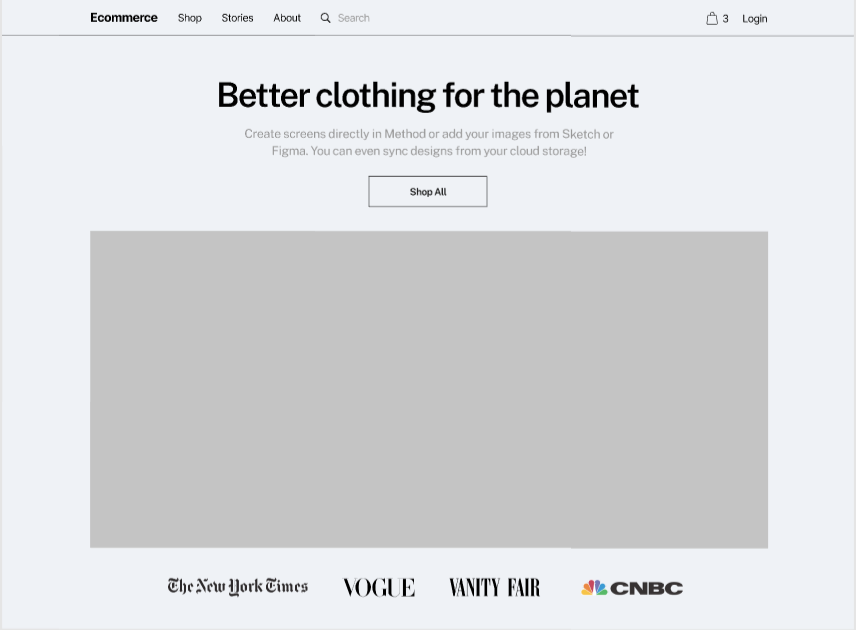 Ecommerce Shop Stories About Search 3 Login
Better clothing for the planet
Create screens directly in Method or add your images from Sketch or
Figma. You can even sync designs from your cloud storage!
Shop All
The New York Times VOGUE VANITY FAIR CNBC